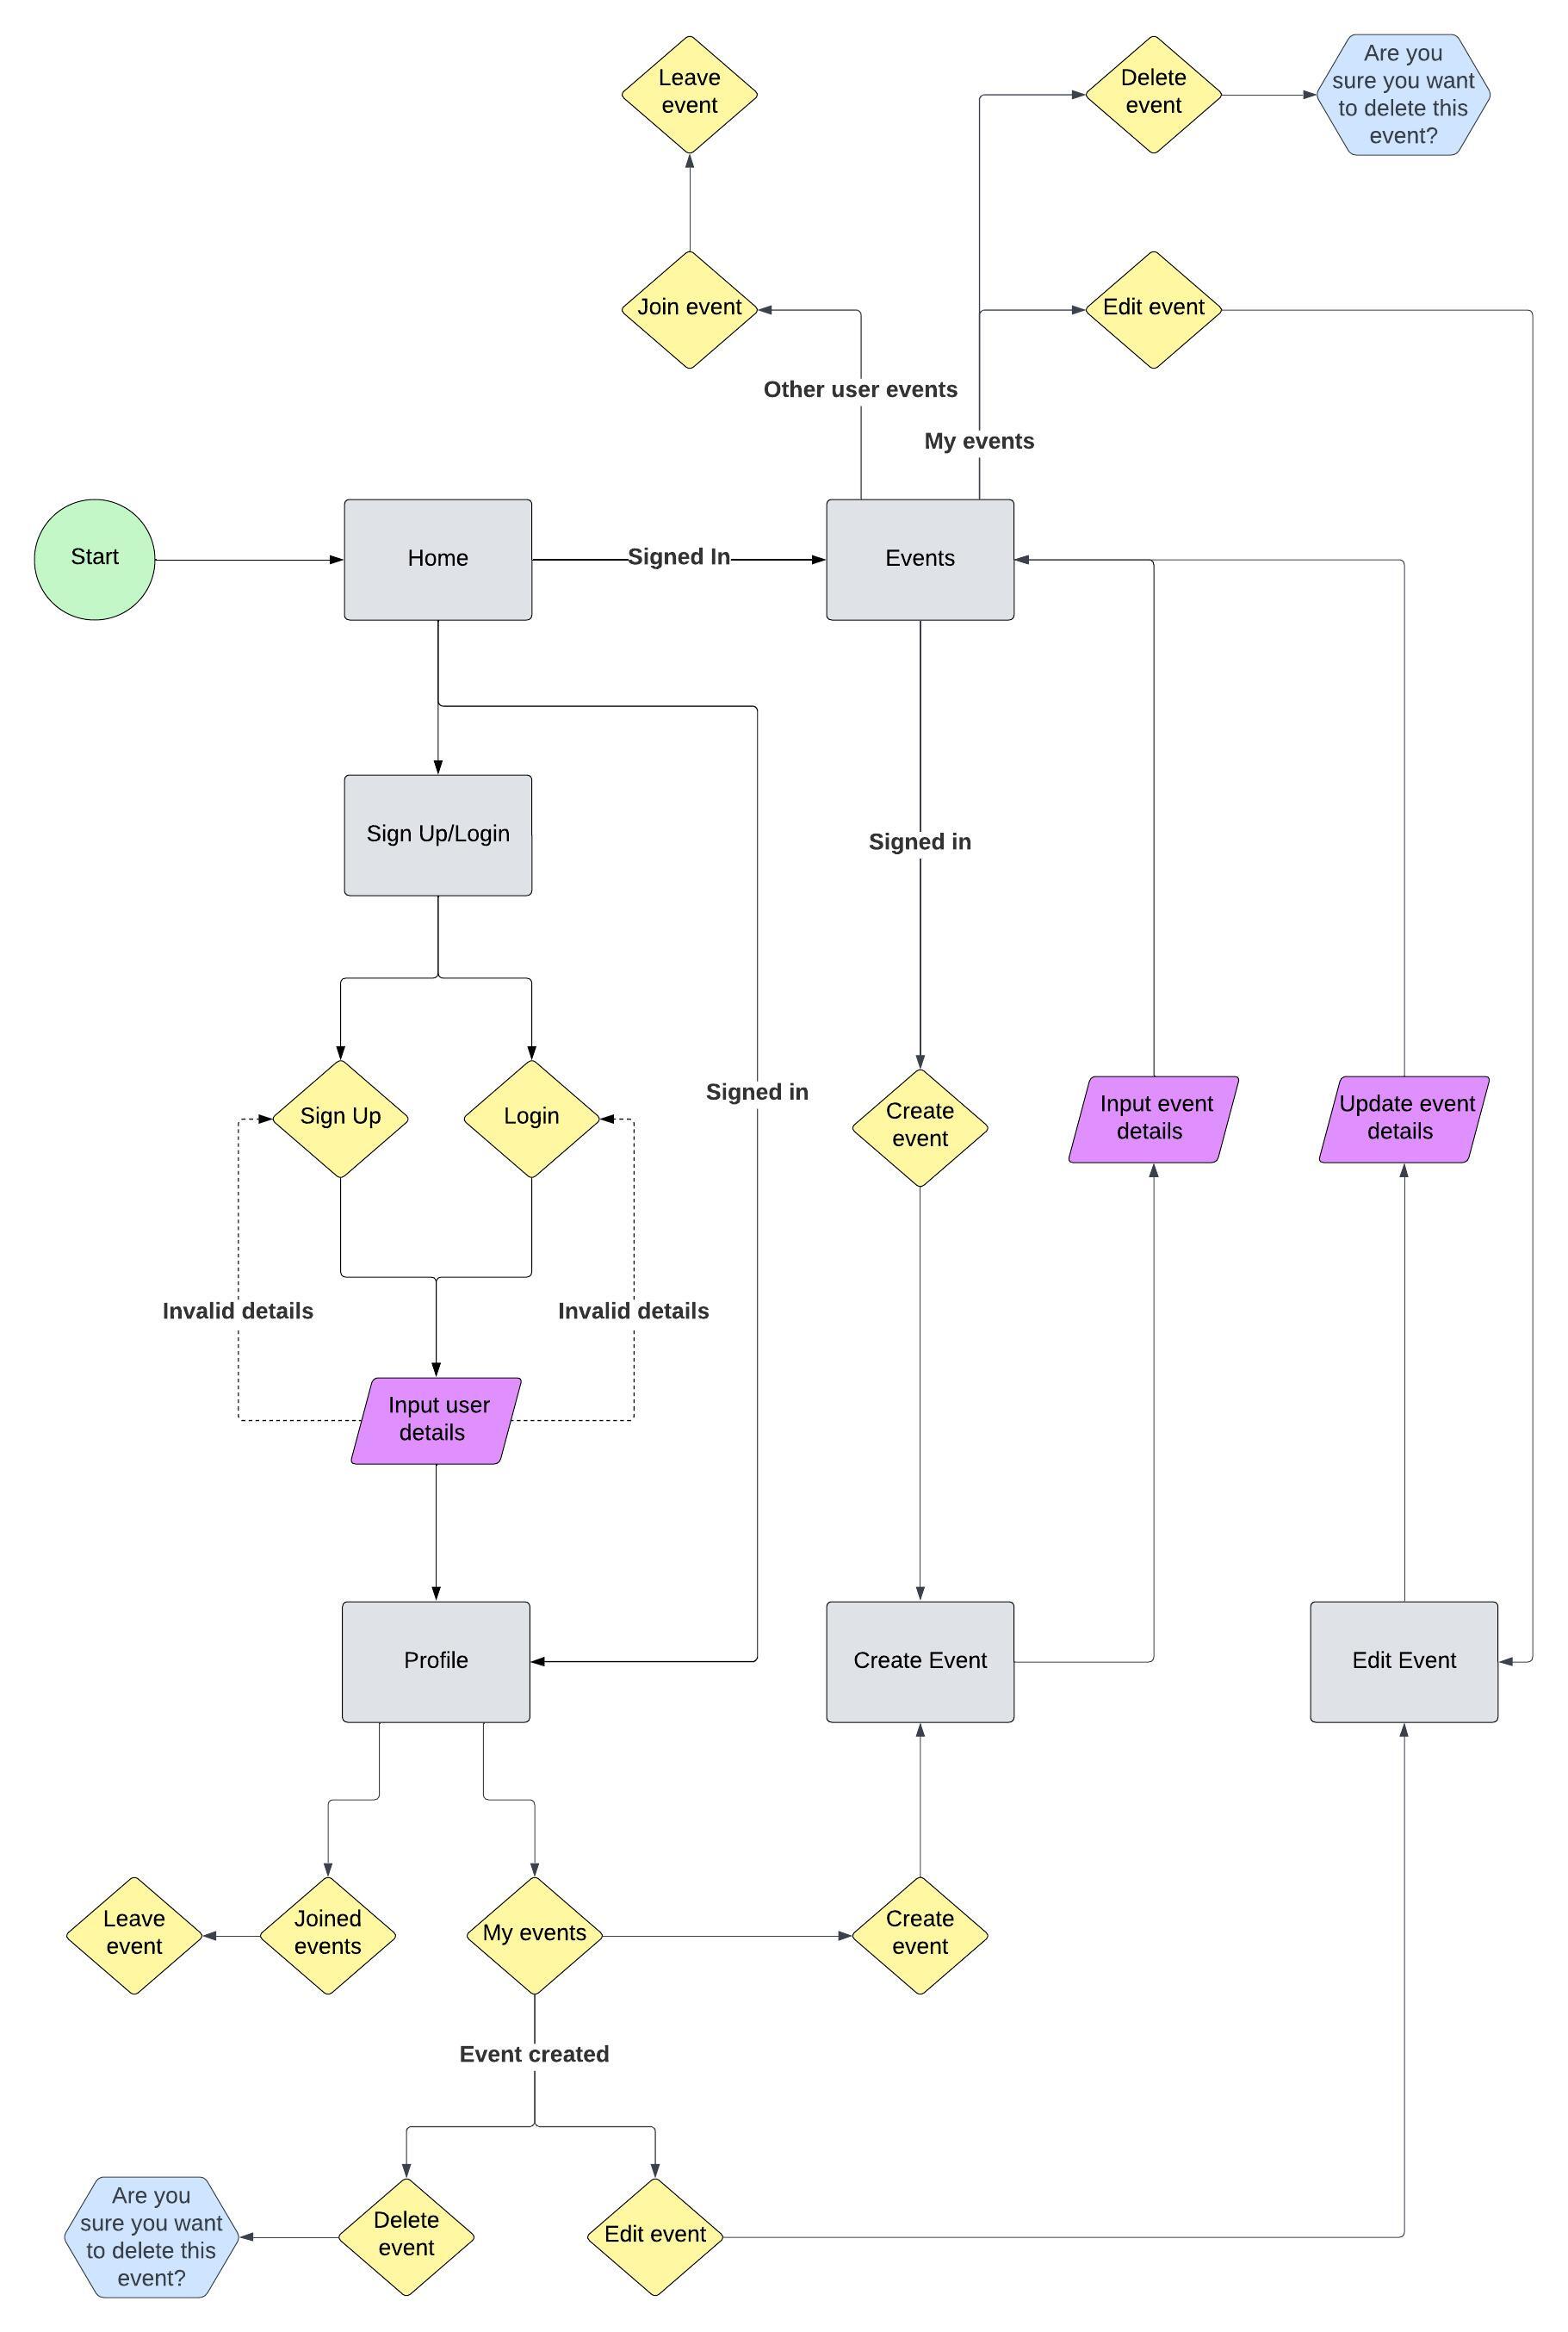 Leave
event
Delete
event
Are you
sure you want
to delete this
event?
Join event
Edit event
Other user events
My events
Start
Home
Signed In
Events
Sign Up/Login
Signed in
Sign Up
Login
Signed in
Create
event
Input event
details
Update event
details
Invalid details
Invalid details
Input user
details
Profile
Create Event
Edit Event
Leave
event
Joined
events
My events
Create
event
Event created
Are you
sure you want
to delete this
event?
Delete
event
Edit event